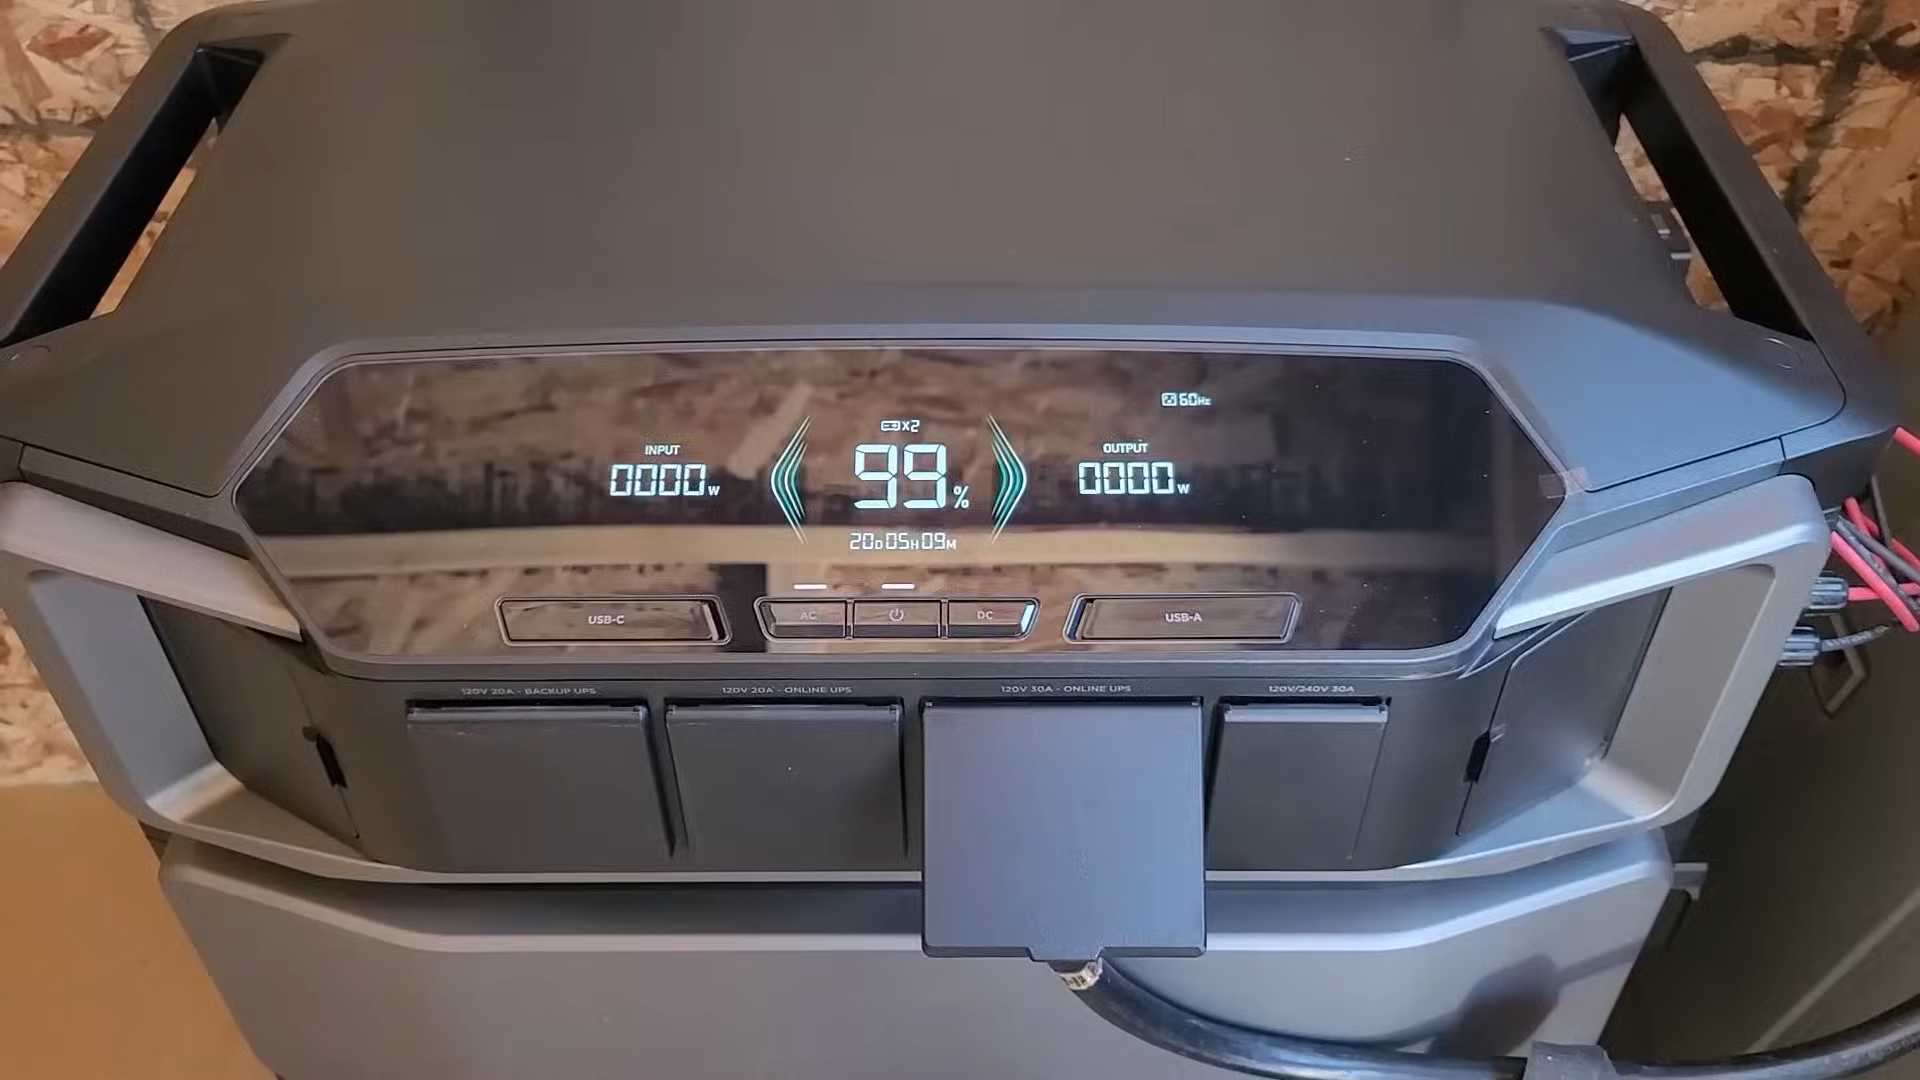 60Hz
x2
INPUT
0000W
99%
OUTPUT
0000W
20D05H09M
USB-C
AC
DC
USB-A
120V 20A - BACKUP UPS
120V 20A - ONLINE UPS
120V 30A - ONLINE UPS
120V/240V 30A